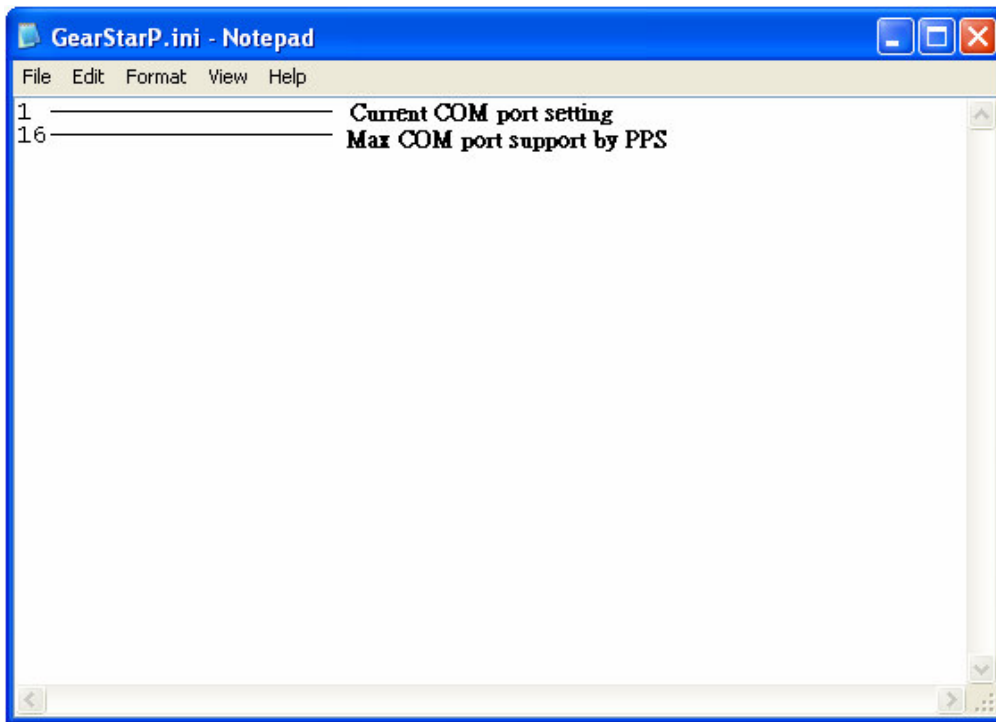 GearStarP.ini - Notepad
File Edit Format View Help
1 Current COM port setting
16 Max COM port support by PPS